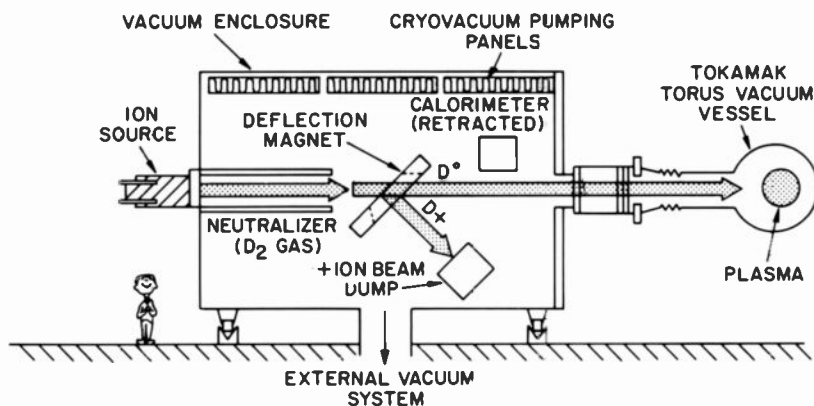 VACUUM ENCLOSURE
CRYOVACUUM PUMPING
PANELS
TOKAMAK
TORUS VACUUM
VESSEL
ION
SOURCE
DEFLECTION
MAGNET
CALORIMETER
(RETRACTED)
D°
NEUTRALIZER
(D2 GAS)
Dx
+ION BEAM
DUMP
PLASMA
EXTERNAL VACUUM
SYSTEM